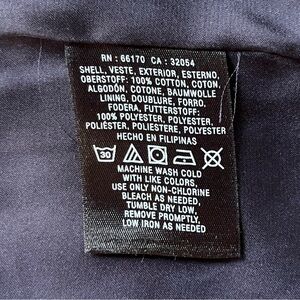 RN : 66170 CA : 32054
SHELL, VESTE, EXTERIOR, ESTERNO,
OBERSTOFF: 100% COTTON, COTON,
ALGODÓN, COTONE, BAUMWOLLE
LINING, DOUBLURE, FORRO,
FODERA, FUTTERSTOFF:
100% POLYESTER, POLYESTER,
POLIÉSTER, POLIESTERE, POLYESTER
HECHO EN FILIPINAS
30
MACHINE WASH COLD
WITH LIKE COLORS,
USE ONLY NON-CHLORINE
BLEACH AS NEEDED,
TUMBLE DRY LOW,
REMOVE PROMPTLY,
LOW IRON AS NEEDED